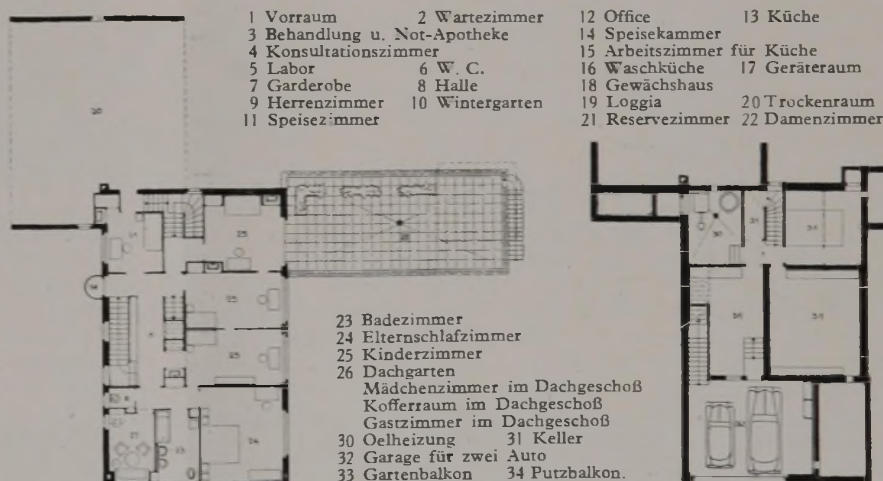 1 Vorraum 2 Wartezimmer
3 Behandlung u. Not-Apotheke
4 Konsultationszimmer
5 Labor 6 W. C.
7 Garderobe 8 Halle
9 Herrenzimmer 10 Wintergarten
11 Speisezimmer
12 Office 13 Küche
14 Speisekammer
15 Arbeitszimmer für Küche
16 Waschküche 17 Geräteraum
18 Gewächshaus
19 Loggia 20 Trockenraum
21 Reservezimmer 22 Damenzimmer
23 Badezimmer
24 Elternschlafzimmer
25 Kinderzimmer
26 Dachgarten
Mädchenzimmer im Dachgeschoß
Kofferraum im Dachgeschoß
Gastzimmer im Dachgeschoß
30 Oelheizung 31 Keller
32 Garage für zwei Auto
33 Gartenbalkon 34 Putzbalkon.
25
25
25
24